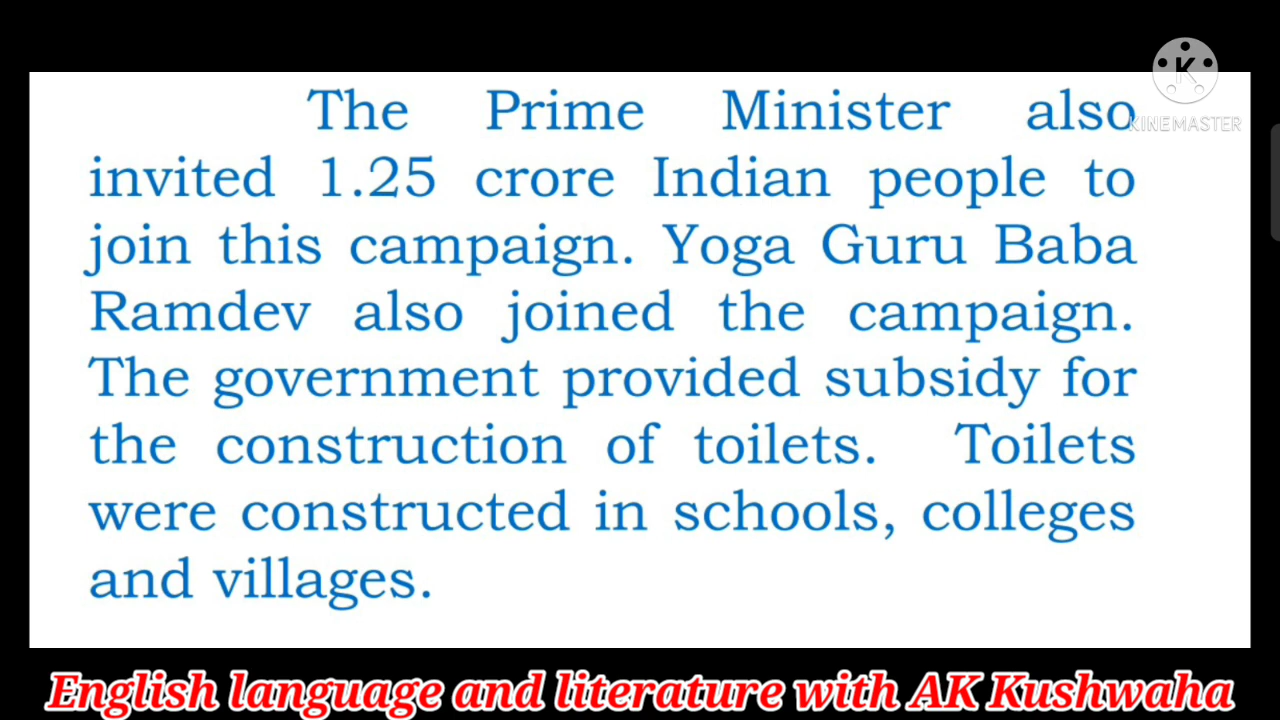 K
KINEMASTER
The Prime Minister also
invited 1.25 crore Indian people to
join this campaign. Yoga Guru Baba
Ramdev also joined the campaign.
The government provided subsidy for
the construction of toilets. Toilets
were constructed in schools, colleges
and villages.
English language and literature with AK Kushwaha